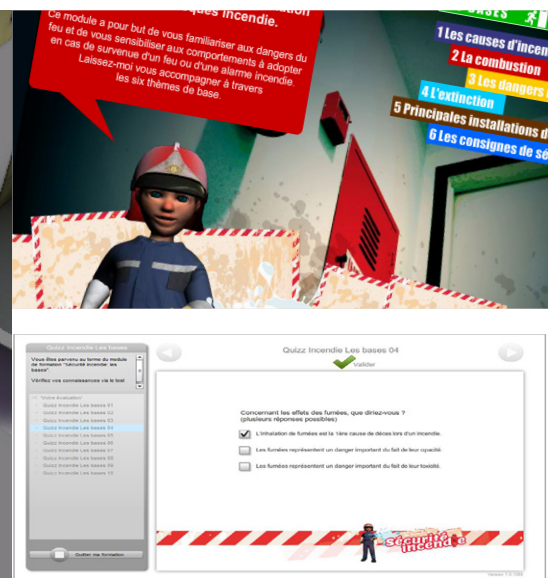 ques incendie.
Ce module a pour but de vous familiariser aux dangers du
feu et de vous sensibiliser aux comportements à adopter
en cas de survenue d'un feu ou d'une alarme incendie.
Laissez-moi vous accompagner à travers
les six thèmes de base.
BASES
1 Les causes d'incen
2 La combustion
3 Les dangers
4 L'extinction
5 Principales installations d
6 Les consignes de sé
Quizz Incendie Les bases
Vous êtes parvenu au terme du module
de formation "Sécurité incendie: les
bases".
Vérifiez vos connaissances via le test
Votre évaluation
Quizz Incendie Les bases 01
Quizz Incendie Les bases 02
Quizz Incendie Les bases 03
Quizz Incendie Les bases 04
Quizz Incendie Les bases 05
Quizz Incendie Les bases 06
Quizz Incendie Les bases 07
Quizz Incendie Les bases 08
Quizz Incendie Les bases 09
Quizz Incendie Les bases 10
Quitter ma formation
Quizz Incendie Les bases 04
Valider
Concernant les effets des fumées, que diriez-vous ?
(plusieurs réponses possibles)
L'inhalation de fumées est la 1ère cause de décès lors d'un incendie.
Les fumées représentent un danger important du fait de leur opacité.
Les fumées représentent un danger important du fait de leur toxicité.
sécurité
incendie